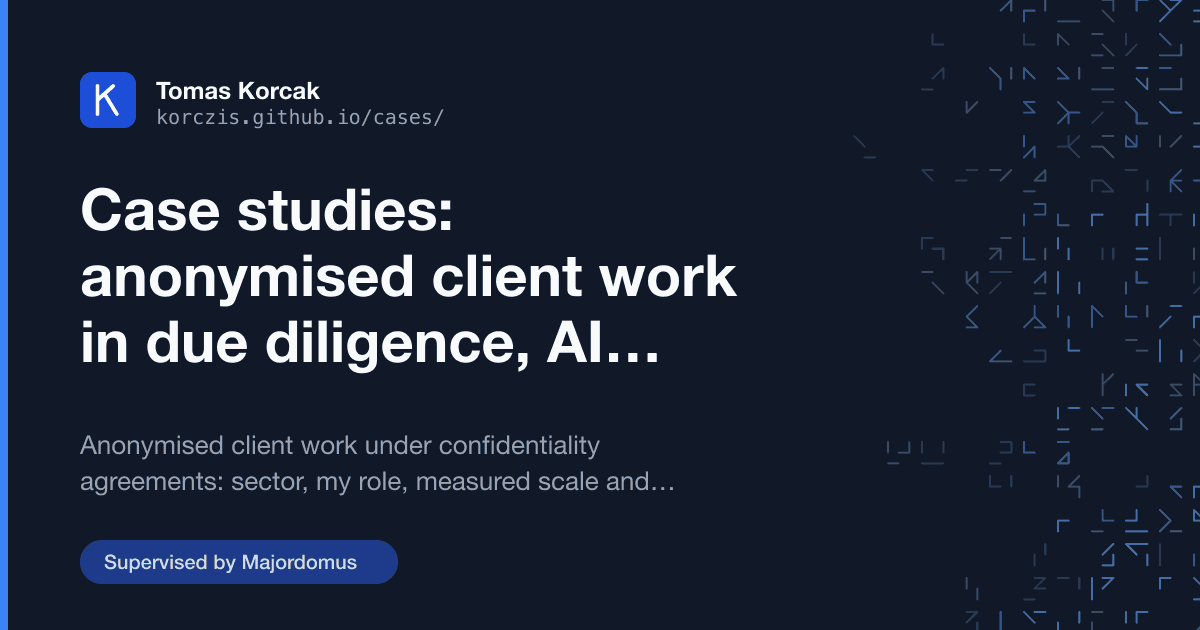 K
Tomas Korcak
korczis.github.io/cases/
Case studies:
anonymised client work
in due diligence, AI…
Anonymised client work under confidentiality
agreements: sector, my role, measured scale and…
Supervised by Majordomus